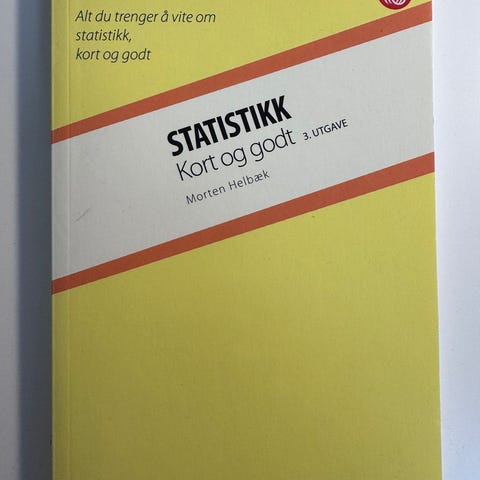 Alt du trenger å vite om
statistikk,
kort og godt
STATISTIKK
Kort og godt 3. UTGAVE
Morten Helbæk